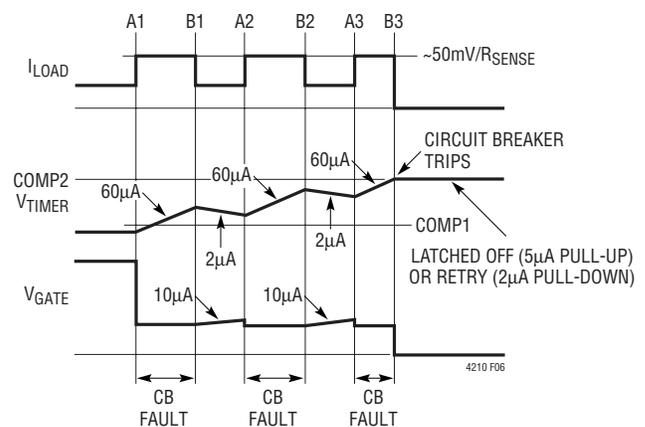 A1 B1 A2 B2 A3 B3
~50mV/RSENSE
ILOAD
CIRCUIT BREAKER
TRIPS
60µA
60µA
60µA
COMP2
VTIMER
COMP1
2µA
2µA
LATCHED OFF (5µA PULL-UP)
OR RETRY (2µA PULL-DOWN)
VGATE
10µA
10µA
4210 F06
CB
FAULT
CB
FAULT
CB
FAULT